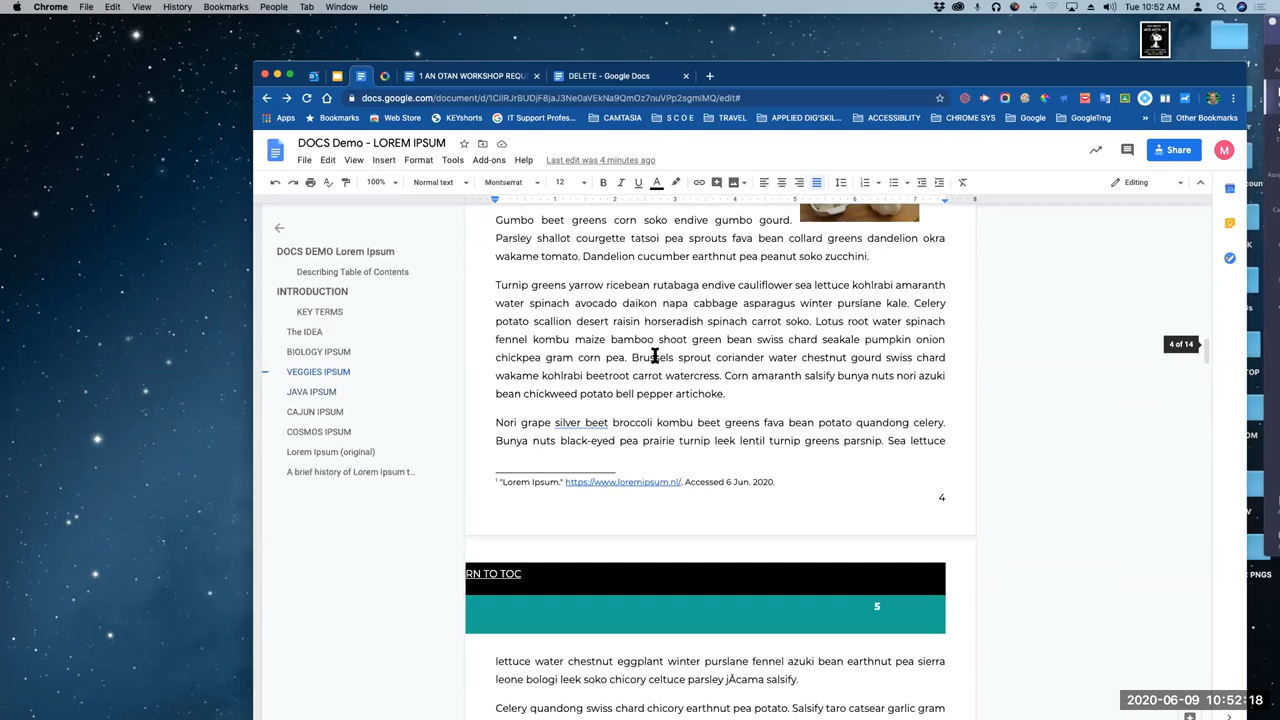 Chrome File Edit View History Bookmarks People Tab Window Help
Tue 10:52 AM
1 AN OTAN WORKSHOP REQU
DELETE - Google Docs
docs.google.com/document/d/1CilRJrBUDjF8jaJ3Ne0aVEkNa9QmOz7nuVPp2sgmlMQ/edit#
Apps Bookmarks Web Store KEYshorts IT Support Profes... CAMTASIA S C O E TRAVEL APPLIED DIG'SKIL... ACCESSIBLITY CHROME SYS Google GoogleTrng » Other Bookmarks
DOCS Demo - LOREM IPSUM
File Edit View Insert Format Tools Add-ons Help Last edit was 4 minutes ago
Share
M
100% Normal text Montserrat 12 B I U A Editing
1 2 3 4 5 6 7 8
DOCS DEMO Lorem Ipsum
Describing Table of Contents
INTRODUCTION
KEY TERMS
The IDEA
BIOLOGY IPSUM
VEGGIES IPSUM
JAVA IPSUM
CAJUN IPSUM
COSMOS IPSUM
Lorem Ipsum (original)
A brief history of Lorem Ipsum t...
Gumbo beet greens corn soko endive gumbo gourd.
Parsley shallot courgette tatsoi pea sprouts fava bean collard greens dandelion okra
wakame tomato. Dandelion cucumber earthnut pea peanut soko zucchini.
Turnip greens yarrow ricebean rutabaga endive cauliflower sea lettuce kohlrabi amaranth
water spinach avocado daikon napa cabbage asparagus winter purslane kale. Celery
potato scallion desert raisin horseradish spinach carrot soko. Lotus root water spinach
fennel kombu maize bamboo shoot green bean swiss chard seakale pumpkin onion
chickpea gram corn pea. Brussels sprout coriander water chestnut gourd swiss chard
wakame kohlrabi beetroot carrot watercress. Corn amaranth salsify bunya nuts nori azuki
bean chickweed potato bell pepper artichoke.
Nori grape silver beet broccoli kombu beet greens fava bean potato quandong celery.
Bunya nuts black-eyed pea prairie turnip leek lentil turnip greens parsnip. Sea lettuce
1 "Lorem Ipsum." https://www.loremipsum.nl/. Accessed 6 Jun. 2020.
4
4 of 14
RN TO TOC
5
lettuce water chestnut eggplant winter purslane fennel azuki bean earthnut pea sierra
leone bologi leek soko chicory celtuce parsley jÃcama salsify.
Celery quandong swiss chard chicory earthnut pea potato. Salsify taro catsear garlic gram
PNGS
2020-06-09 10:52:18